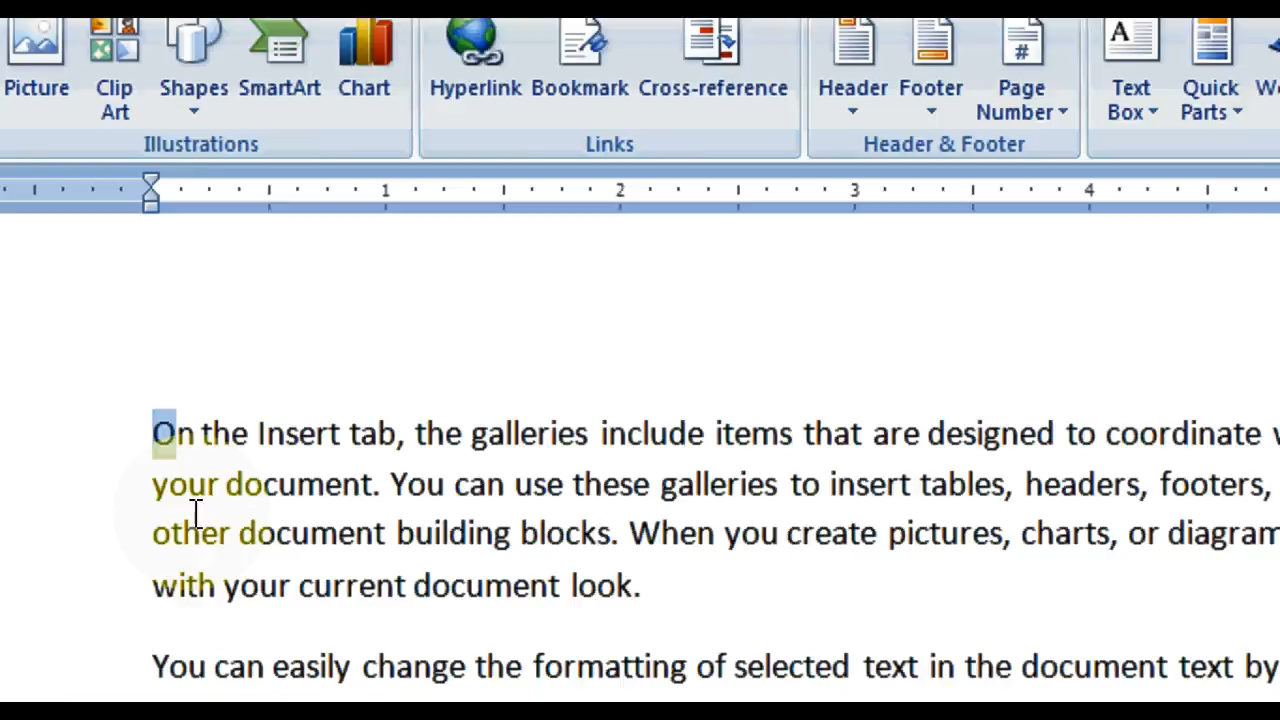 Picture Clip Art Shapes SmartArt Chart Hyperlink Bookmark Cross-reference Header Footer Page Number Text Box Quick Parts
Illustrations Links Header & Footer
1 2 3 4
On the Insert tab, the galleries include items that are designed to coordinate
your document. You can use these galleries to insert tables, headers, footers,
other document building blocks. When you create pictures, charts, or diagram
with your current document look.
You can easily change the formatting of selected text in the document text by